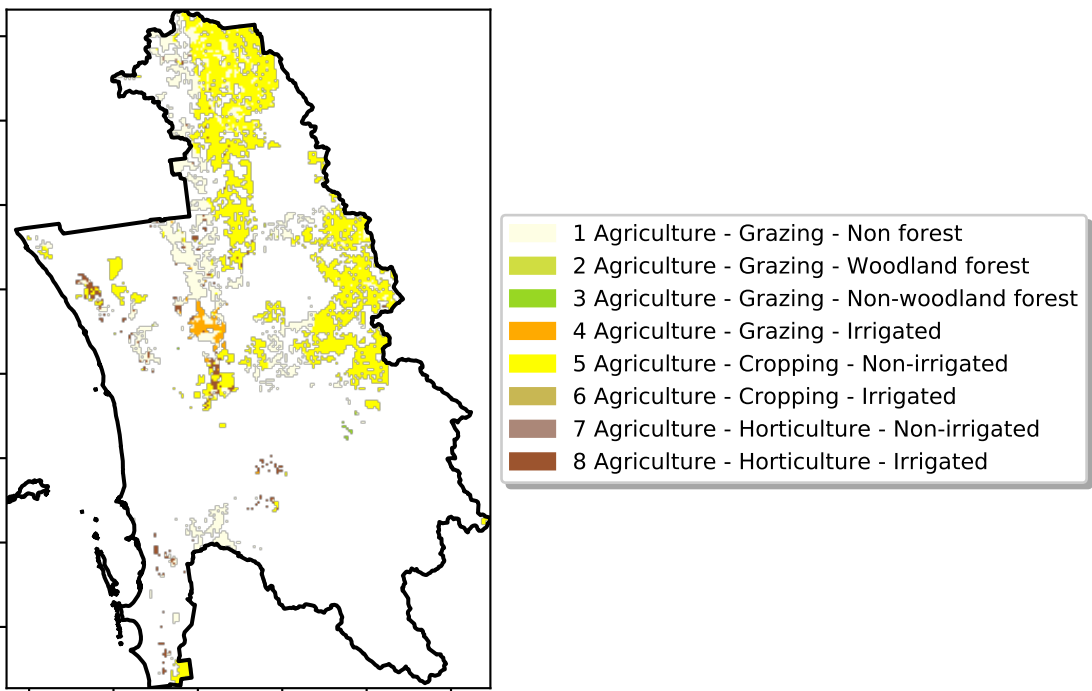 1 Agriculture - Grazing - Non forest
2 Agriculture - Grazing - Woodland forest
3 Agriculture - Grazing - Non-woodland forest
4 Agriculture - Grazing - Irrigated
5 Agriculture - Cropping - Non-irrigated
6 Agriculture - Cropping - Irrigated
7 Agriculture - Horticulture - Non-irrigated
8 Agriculture - Horticulture - Irrigated